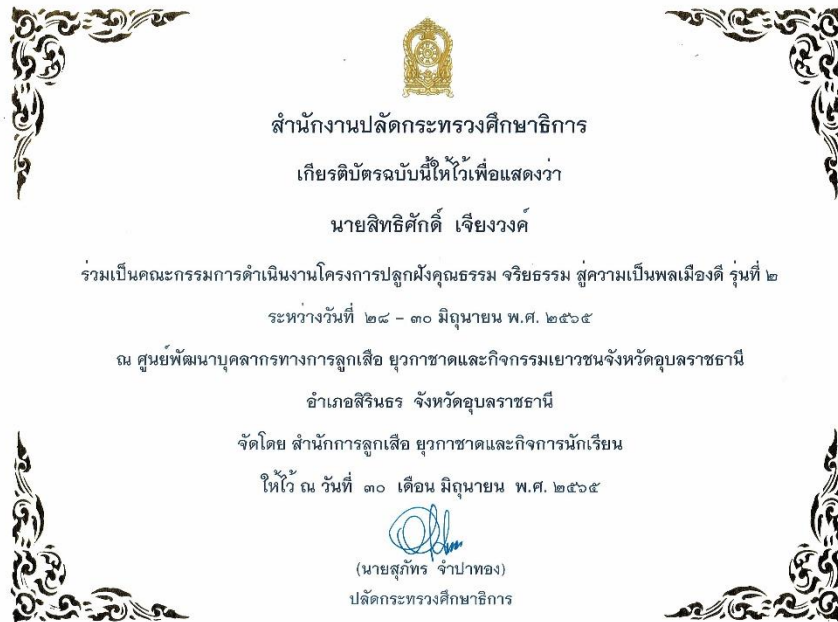 สำนักงานปลัดกระทรวงศึกษาธิการ
เกียรติบัตรฉบับนี้ให้ไว้เพื่อแสดงว่า
นายสิทธิศักดิ์ เจียงวงค์
ร่วมเป็นคณะกรรมการดำเนินงานโครงการปลูกฝังคุณธรรม จริยธรรม สู่ความเป็นพลเมืองดี รุ่นที่ ๒
ระหว่างวันที่ ๒๘ – ๓๐ มิถุนายน พ.ศ. ๒๕๖๕
ณ ศูนย์พัฒนาบุคลากรทางการลูกเสือ ยุวกาชาดและกิจกรรมเยาวชนจังหวัดอุบลราชธานี
อำเภอสิรินธร จังหวัดอุบลราชธานี
จัดโดย สำนักการลูกเสือ ยุวกาชาดและกิจการนักเรียน
ให้ไว้ ณ วันที่ ๓๐ เดือน มิถุนายน พ.ศ. ๒๕๖๕
(นายสุภัทร จำปาทอง)
ปลัดกระทรวงศึกษาธิการ